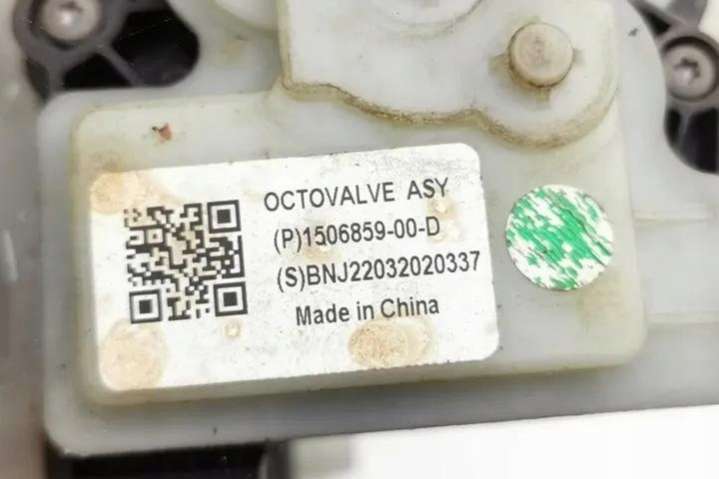 OCTOVALVE ASY
(P)1506859-00-D
(S)BNJ22032020337
Made in China